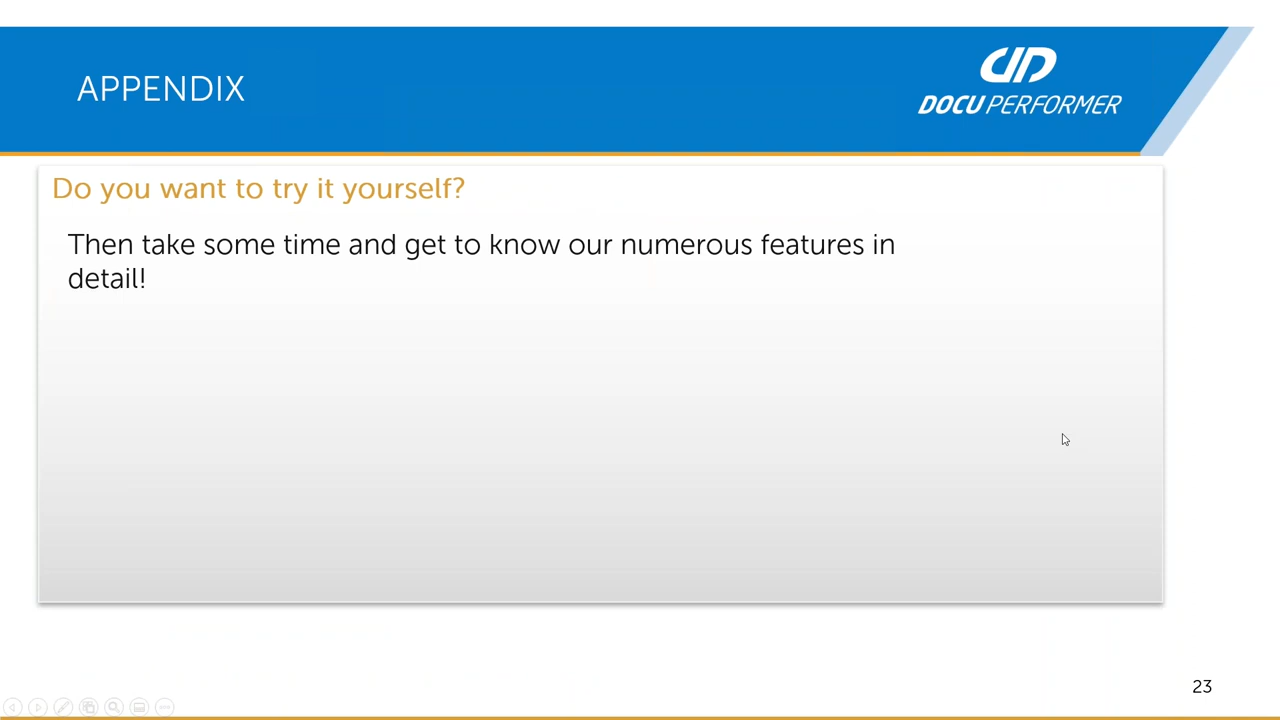 APPENDIX
DOCU PERFORMER
Do you want to try it yourself?
Then take some time and get to know our numerous features in
detail!
23